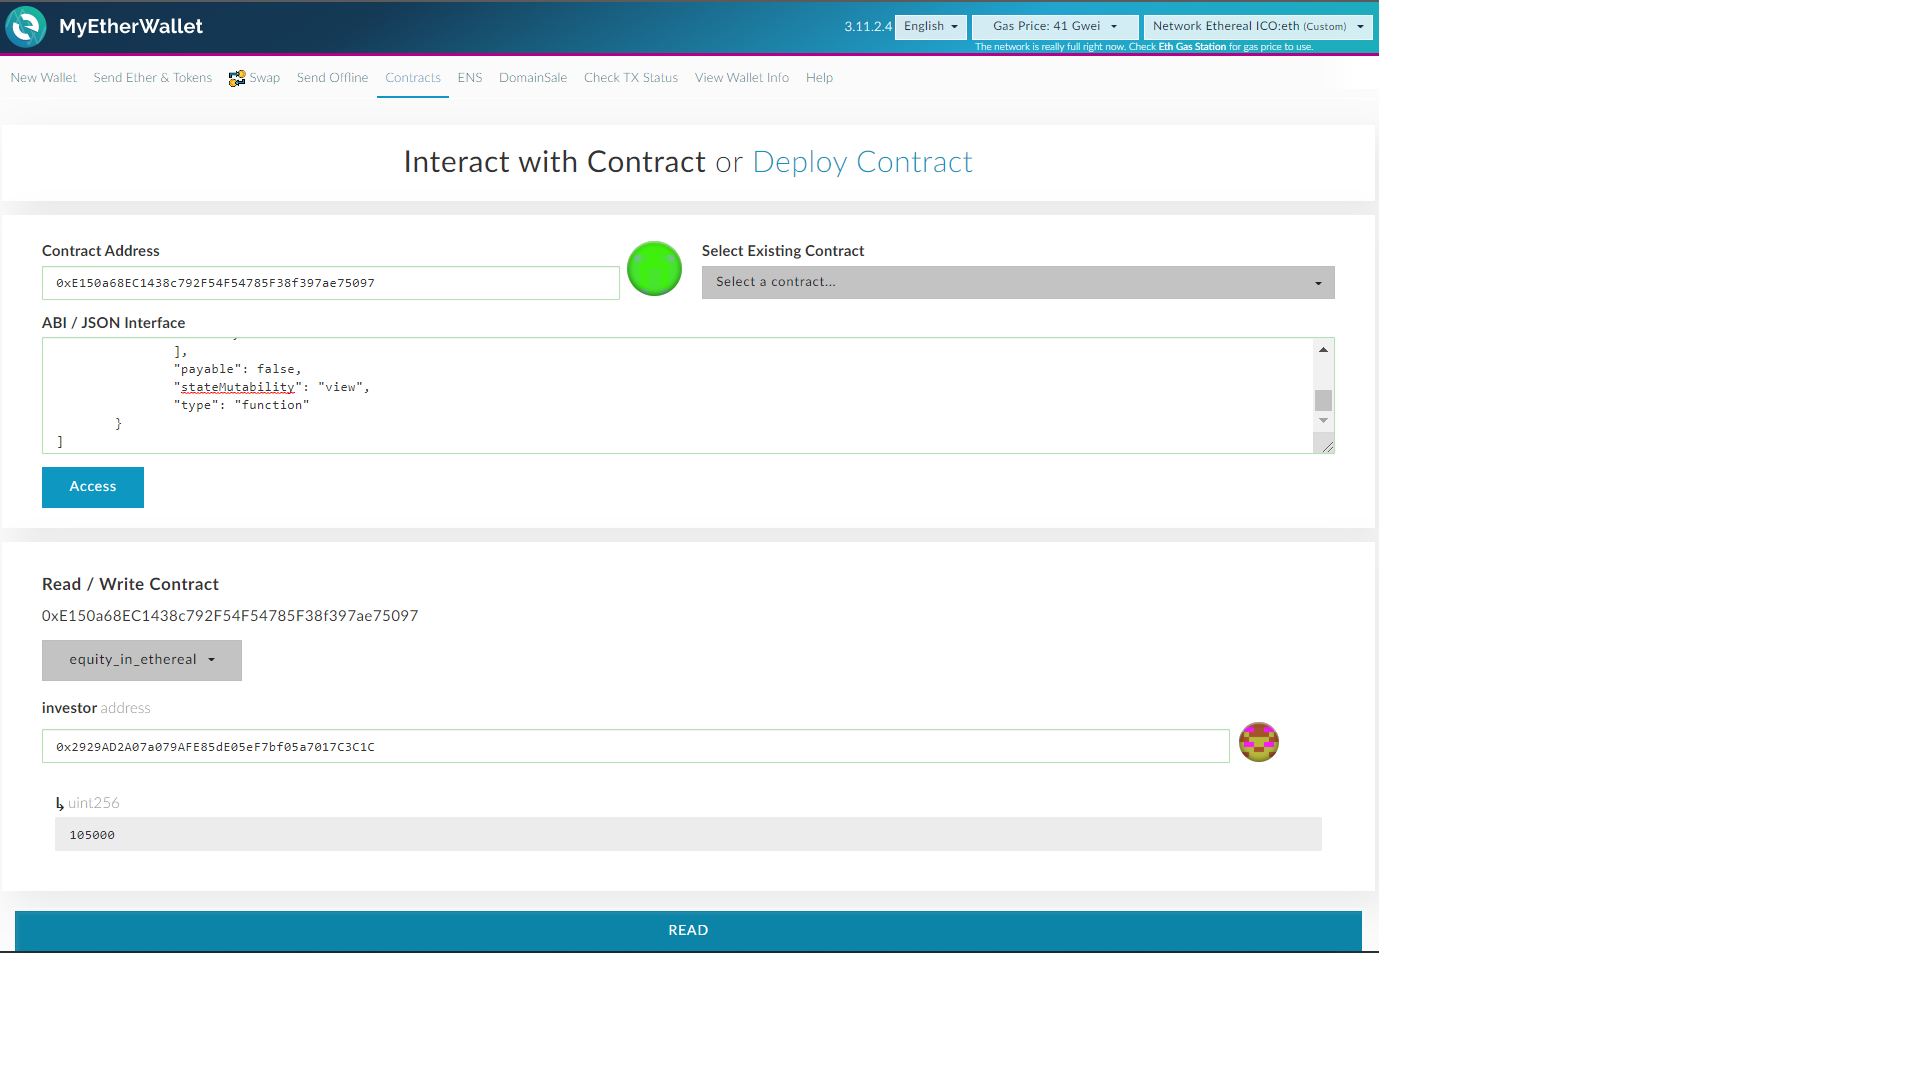 MyEtherWallet
3.11.2.4 English Gas Price: 41 Gwei Network Ethereal ICO:eth (Custom)
The network is really full right now. Check Eth Gas Station for gas price to use.
New Wallet Send Ether & Tokens Swap Send Offline Contracts ENS DomainSale Check TX Status View Wallet Info Help
Interact with Contract or Deploy Contract
Contract Address
0xE150a68EC1438c792F54F54785F38f397ae75097
Select Existing Contract
Select a contract...
ABI / JSON Interface
],
"payable": false,
"stateMutability": "view",
"type": "function"
}
]
Access
Read / Write Contract
0xE150a68EC1438c792F54F54785F38f397ae75097
equity_in_ethereal
investor address
0x2929AD2A07a079AFE85dE05eF7bf05a7017C3C1C
uint256
105000
READ